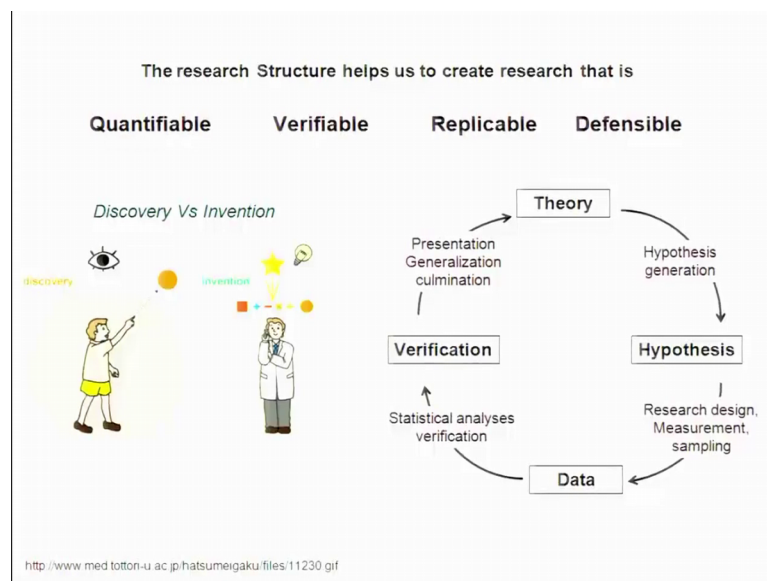 The research Structure helps us to create research that is
Quantifiable Verifiable Replicable Defensible
Discovery Vs Invention
discovery
invention
Theory
Presentation
Generalization
culmination
Hypothesis
generation
Verification
Hypothesis
Statistical analyses
verification
Research design,
Measurement,
sampling
Data
http://www.med.totton-u.ac.jp/hatsumeigaku/files/11230.gif